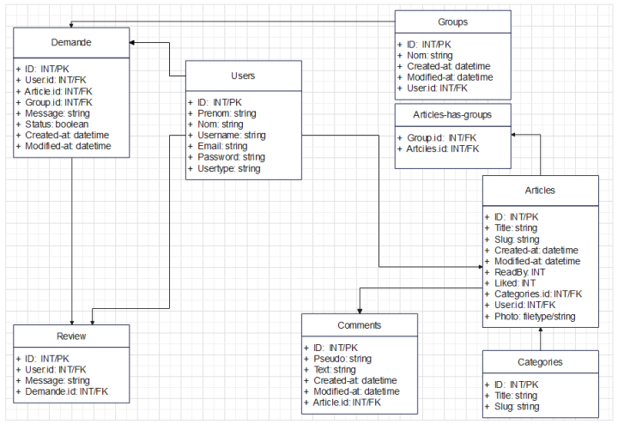 Groups
+ ID: INT/PK
+ Nom: string
+ Created-at: datetime
+ Modified-at: datetime
+ User.id: INT/FK
Demande
+ ID: INT/PK
+ User.id: INT/FK
+ Article.id: INT/FK
+ Group.id: INT/FK
+ Message: string
+ Status: boolean
+ Created-at: datetime
+ Modified-at: datetime
Users
+ ID: INT/PK
+ Prenom: string
+ Nom: string
+ Username: string
+ Email: string
+ Password: string
+ Usertype: string
Articles-has-groups
+ Group.id: INT/FK
+ Artciles.id: INT/FK
Articles
+ ID: INT/PK
+ Title: string
+ Slug: string
+ Created-at: datetime
+ Modified-at: datetime
+ ReadBy: INT
+ Liked: INT
+ Categories.id: INT/FK
+ User.id: INT/FK
+ Photo: filetype/string
Review
+ ID: INT/PK
+ User.id: INT/FK
+ Message: string
+ Demande.id: INT/FK
Comments
+ ID: INT/PK
+ Pseudo: string
+ Text: string
+ Created-at: datetime
+ Modified-at: datetime
+ Article.id: INT/FK
Categories
+ ID: INT/PK
+ Title: string
+ Slug: string